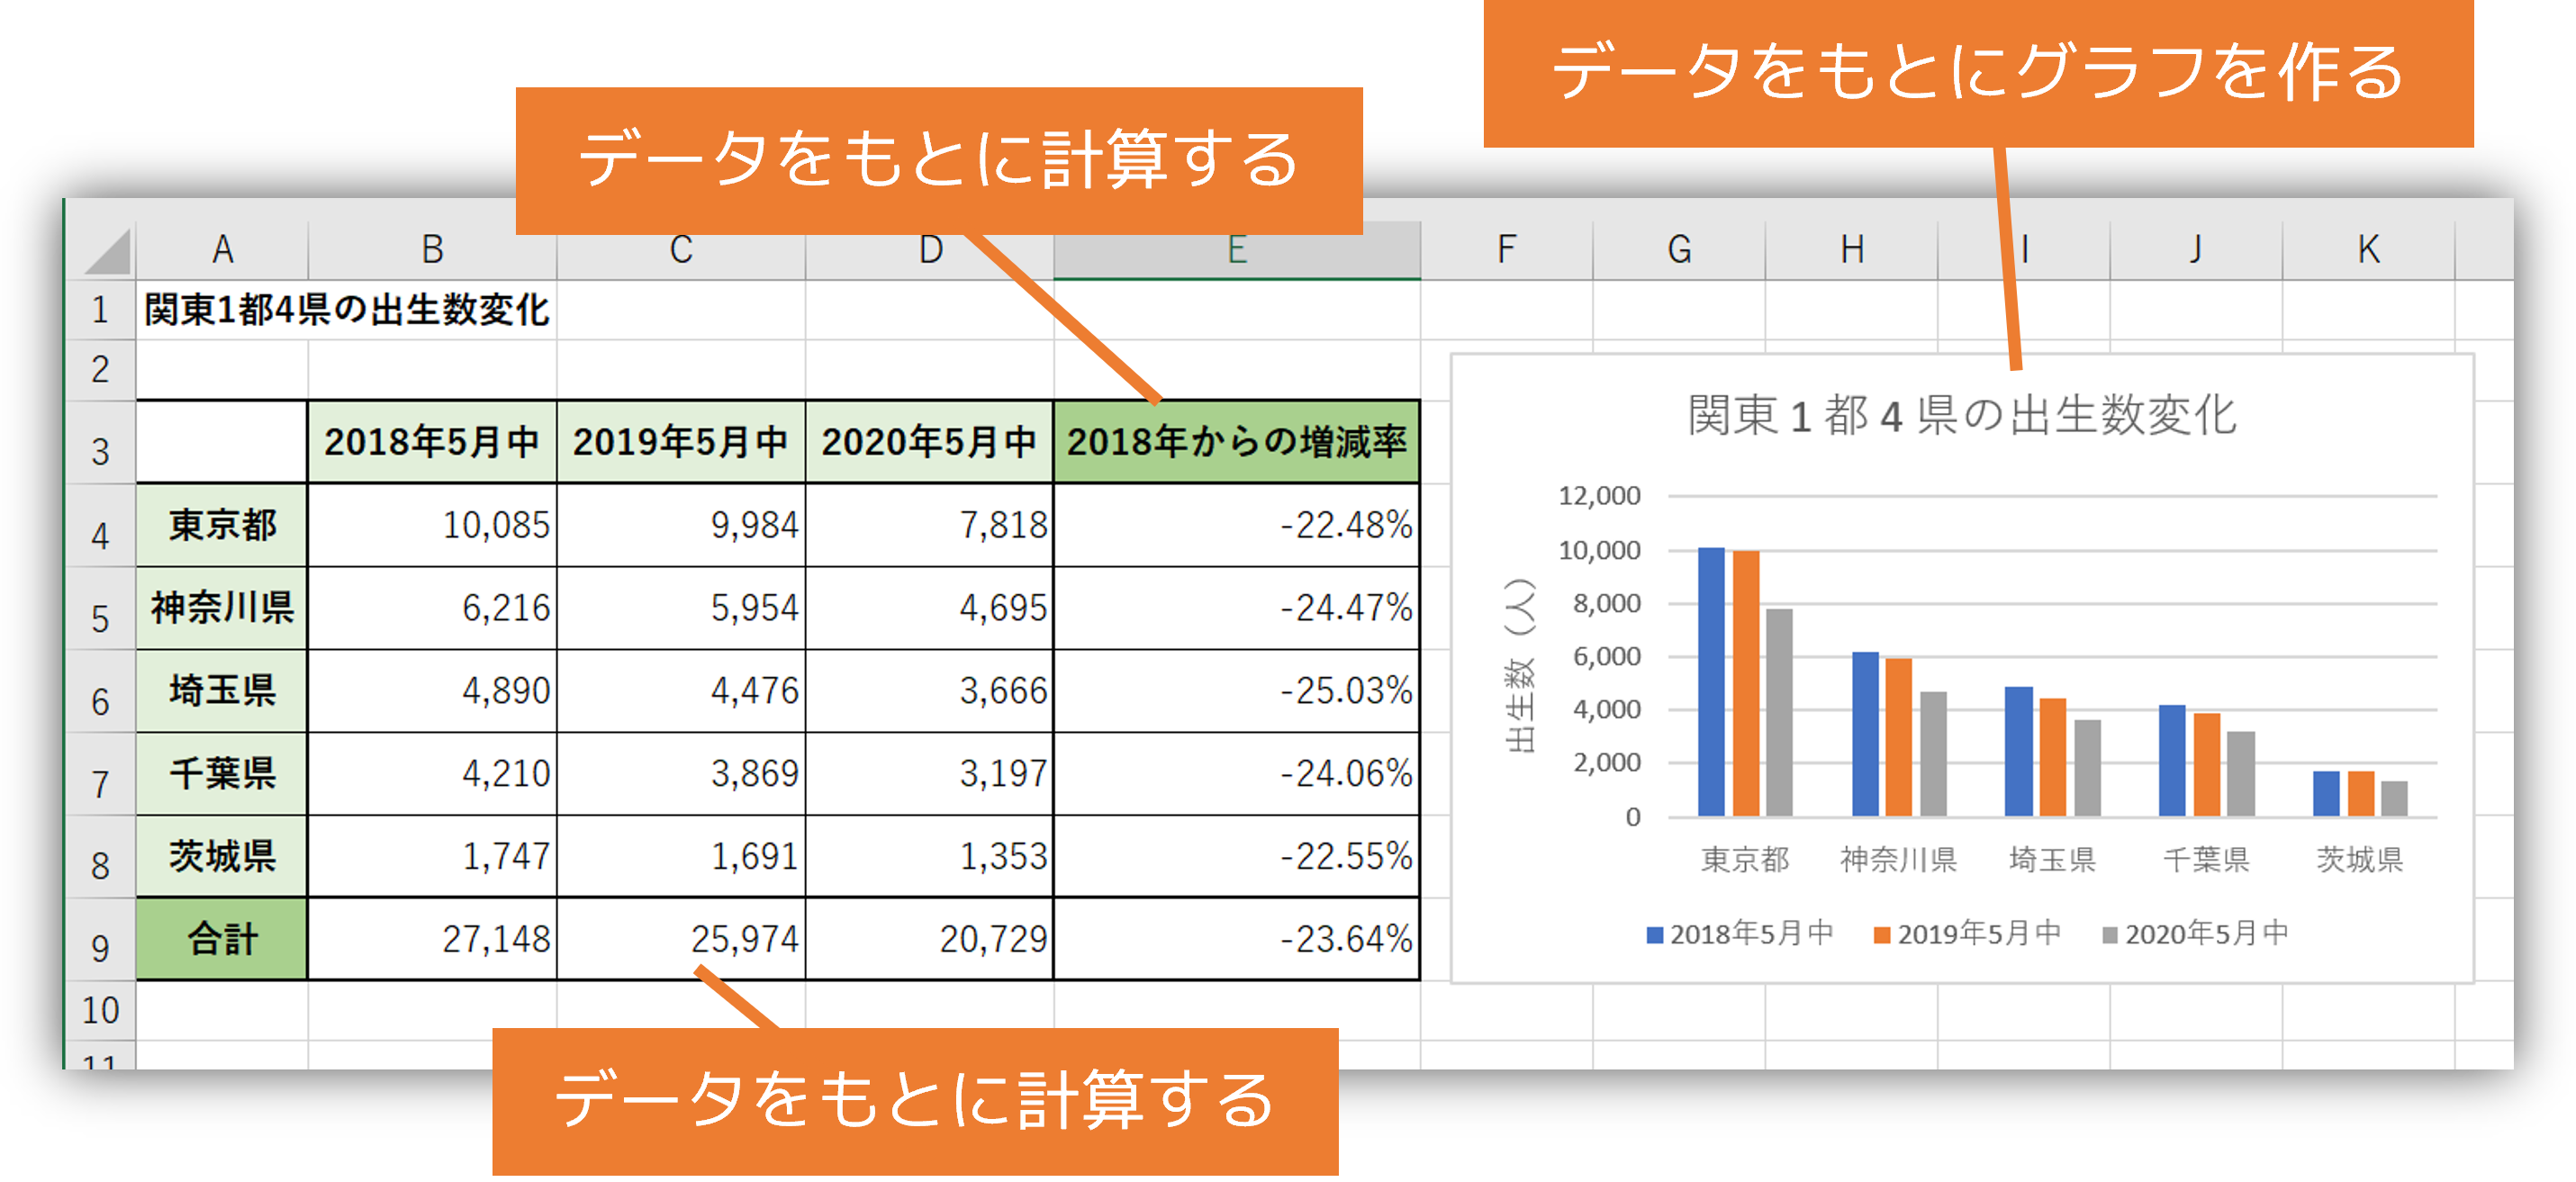 データをもとにグラフを作る
データをもとに計算する
A B C D E F G H I J K
1 関東1都4県の出生数変化
2
3 2018年5月中 2019年5月中 2020年5月中 2018年からの増減率
4 東京都 10,085 9,984 7,818 -22.48%
5 神奈川県 6,216 5,954 4,695 -24.47%
6 埼玉県 4,890 4,476 3,666 -25.03%
7 千葉県 4,210 3,869 3,197 -24.06%
8 茨城県 1,747 1,691 1,353 -22.55%
9 合計 27,148 25,974 20,729 -23.64%
10
11
関東1都4県の出生数変化
出生数（人）
12,000
10,000
8,000
6,000
4,000
2,000
0
東京都 神奈川県 埼玉県 千葉県 茨城県
2018年5月中 2019年5月中 2020年5月中
データをもとに計算する